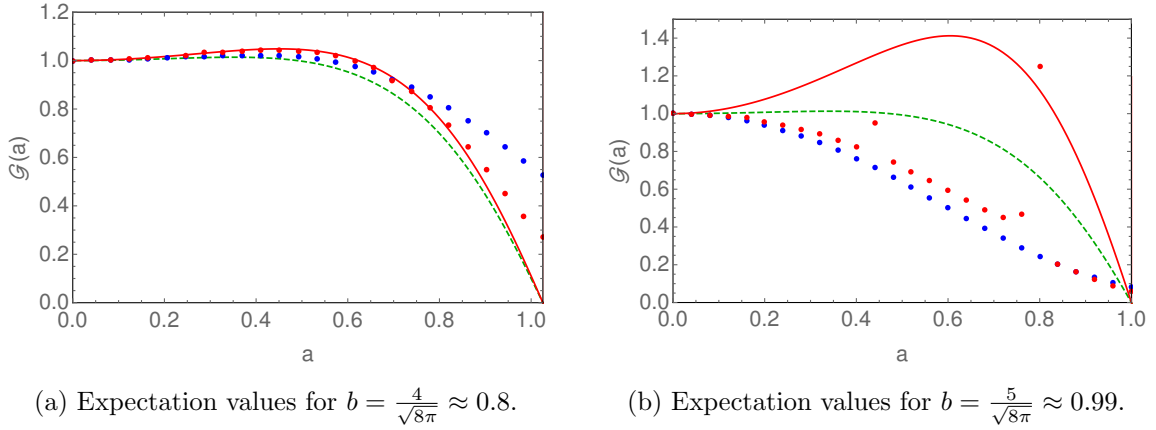 1.2
1.0
0.8
0.6
0.4
0.2
0.0
𝒢(a)
0.0 0.2 0.4 0.6 0.8 1.0
a
(a) Expectation values for b = 4/√8π ≈ 0.8.
1.4
1.2
1.0
0.8
0.6
0.4
0.2
0.0
𝒢(a)
0.0 0.2 0.4 0.6 0.8 1.0
a
(b) Expectation values for b = 5/√8π ≈ 0.99.